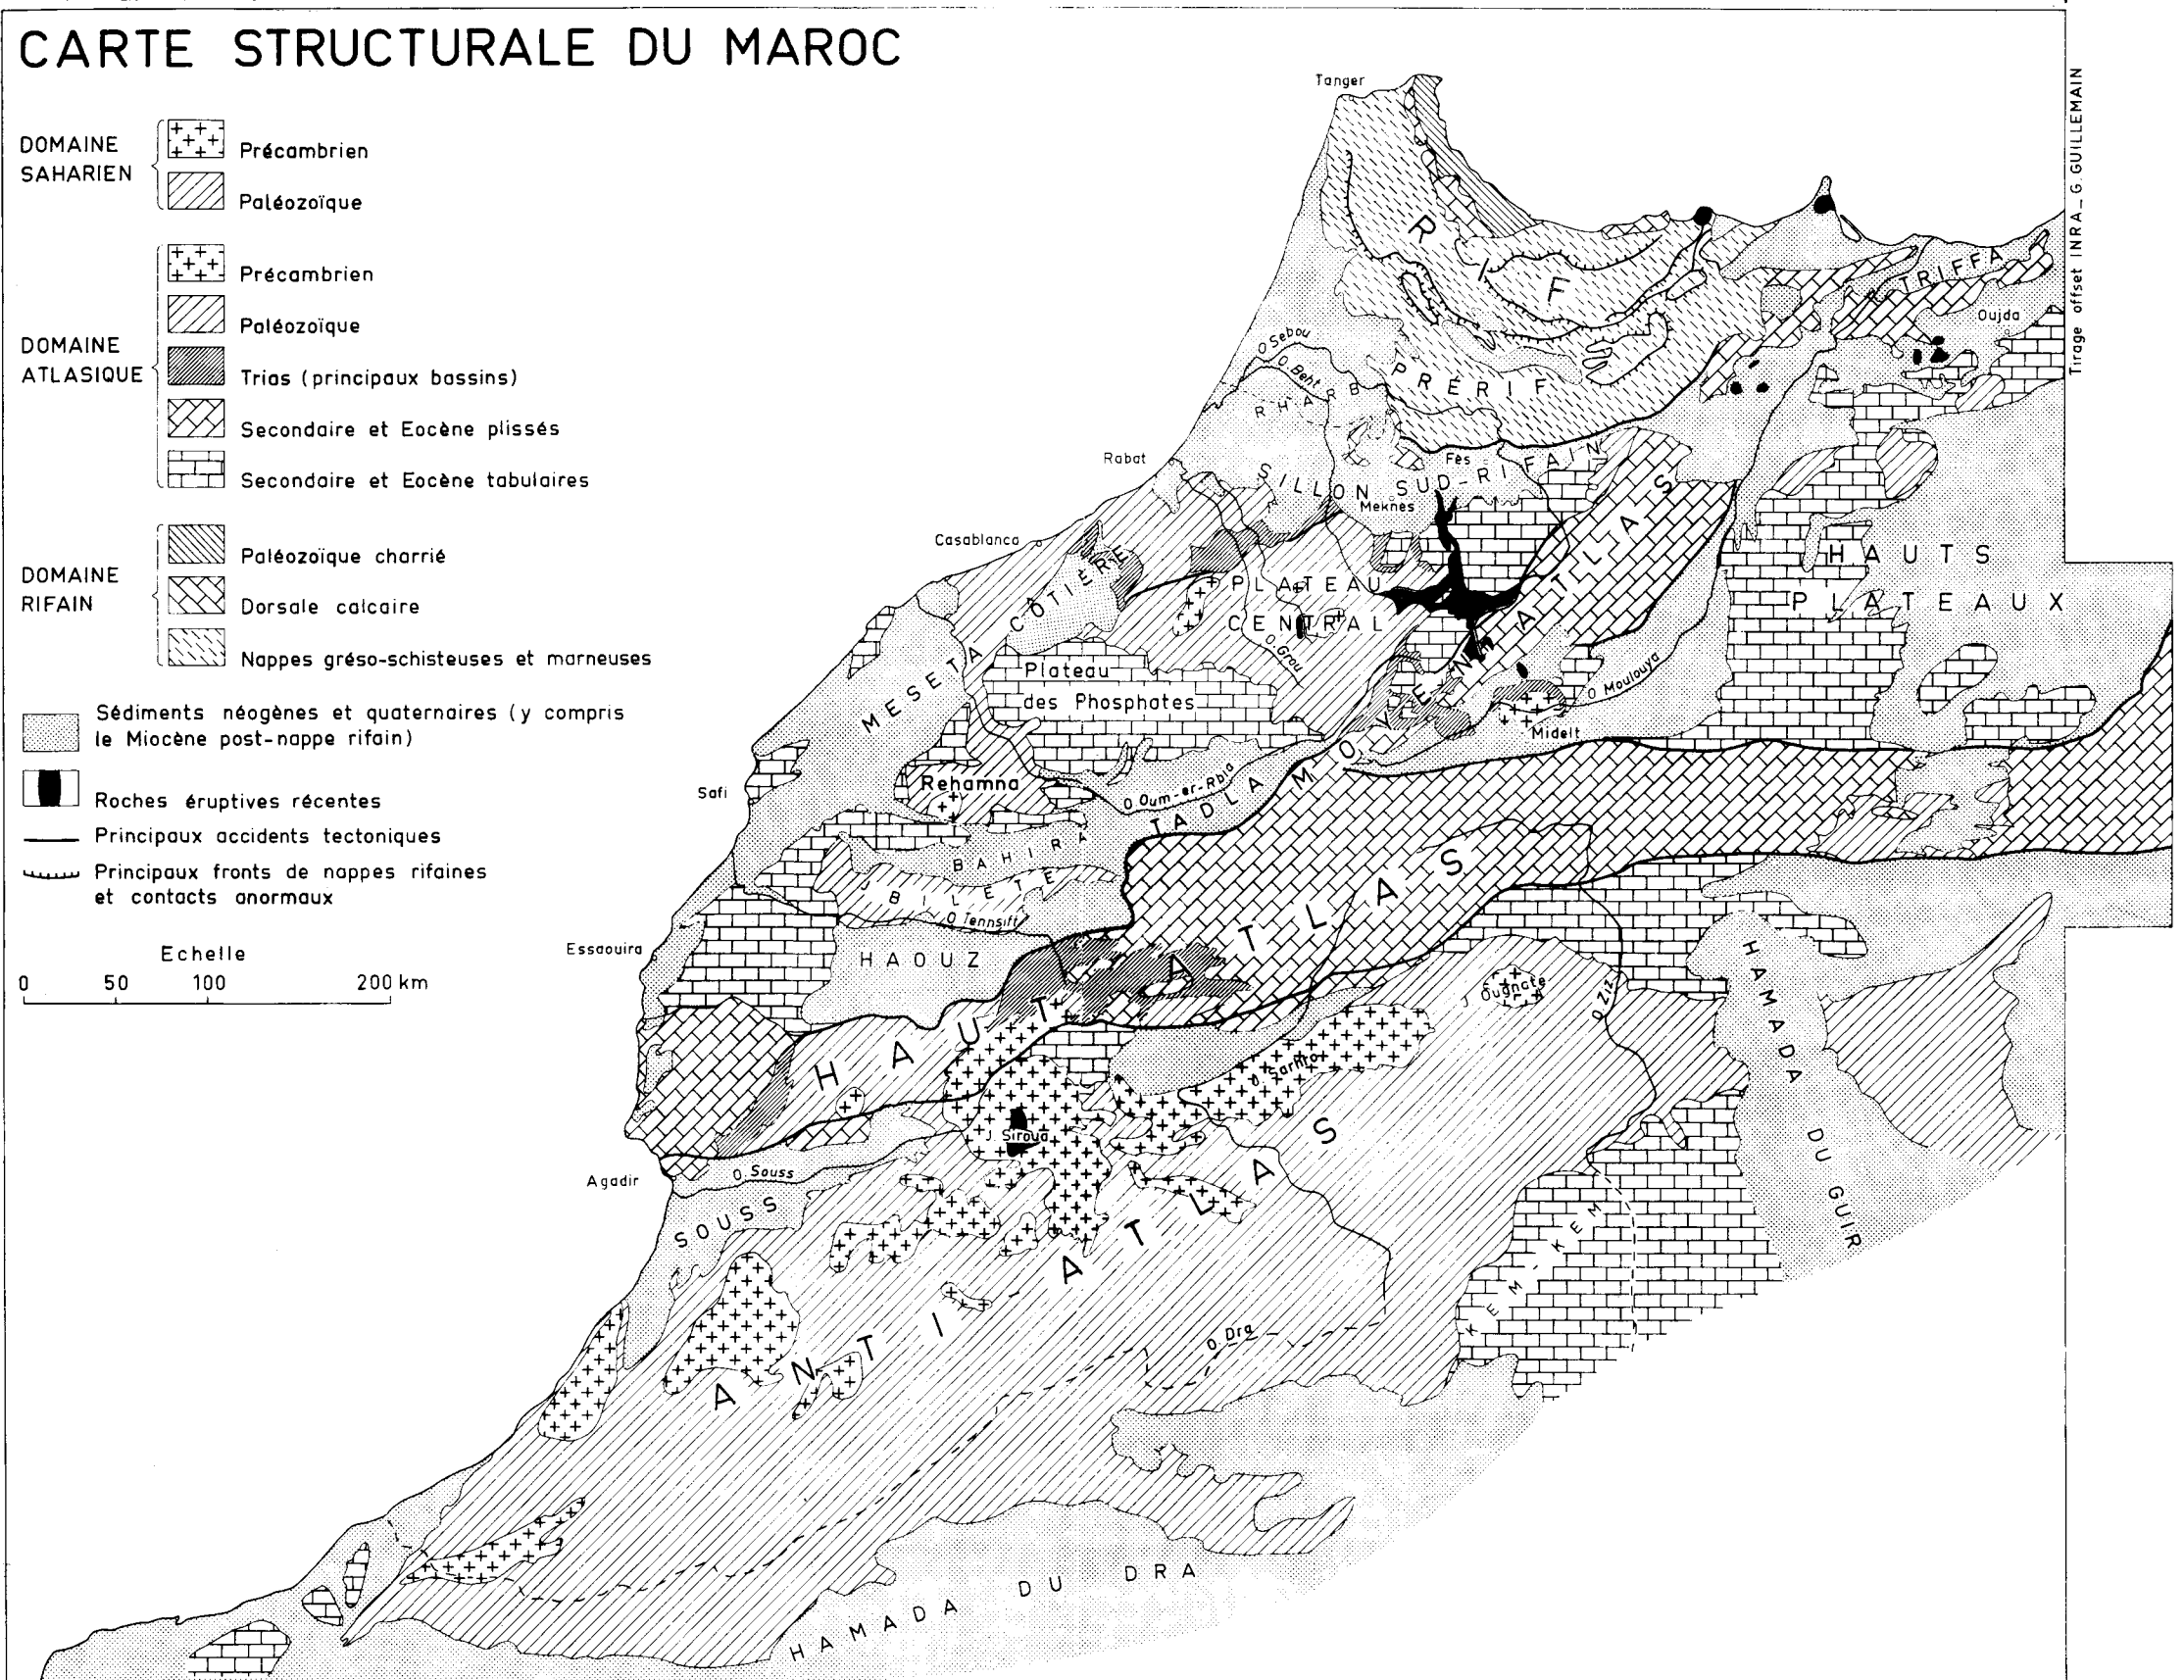 CARTE STRUCTURALE DU MAROC
DOMAINE
SAHARIEN
Précambrien
Paléozoïque
DOMAINE
ATLASIQUE
Précambrien
Paléozoïque
Trias (principaux bassins)
Secondaire et Eocène plissés
Secondaire et Eocène tabulaires
DOMAINE
RIFAIN
Paléozoïque charrié
Dorsale calcaire
Nappes gréso-schisteuses et marneuses
Sédiments néogènes et quaternaires (y compris
le Miocène post-nappe rifain)
Roches éruptives récentes
Principaux accidents tectoniques
Principaux fronts de nappes rifaines
et contacts anormaux
Echelle
0 50 100 200 km
Tirage offset INRA_G.GUILLEMAIN
Tanger
RIF
TRIFFA
Oujda
O Sebou
O. Beht
RHARB
PRÉRIF
Rabat
Fès
SILLON SUD-RIFAIN
Meknès
Casablanca
MESETA CÔTIÈRE
PLATEAU
CENTRAL
O Grou
HAUTS
PLATEAUX
Plateau
des Phosphates
MOYEN ATLAS
O Moulouya
Midelt
Rehamna
Safi
O Oum-er-Rbia
TADLA
BAHIRA
JBILETE
O Tennsift
Essaouira
HAOUZ
HAUT ATLAS
J. Ougnate
O Ziz
HAMADA DU GUIR
J. Sarhro
J. Siroua
Agadir
O. Souss
SOUSS
ANTI ATLAS
KEM-KEM
O. Dra
HAMADA DU DRA